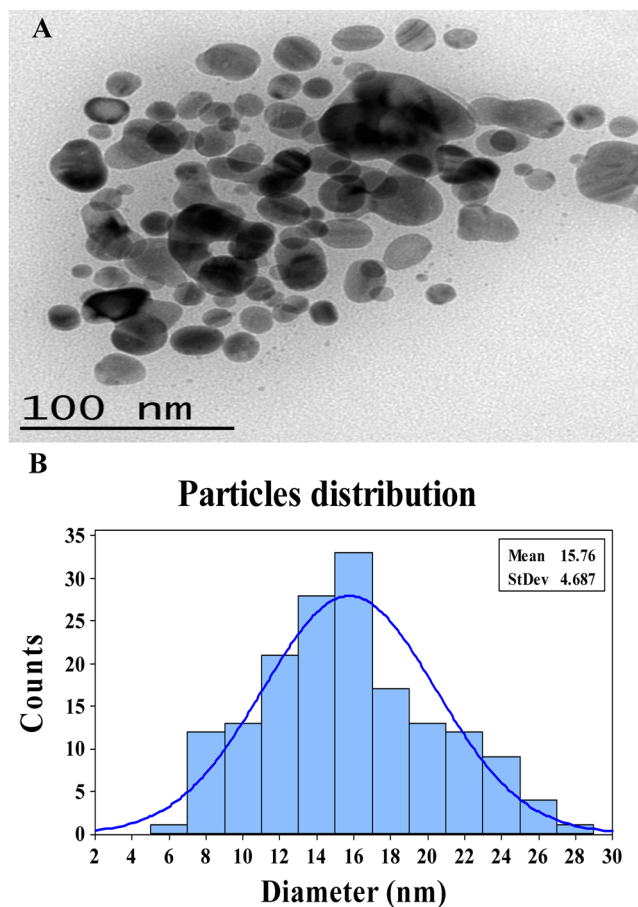 A
100 nm
B
Particles distribution
35
30
25
20
15
10
5
0
Counts
Mean 15.76
StDev 4.687
2 4 6 8 10 12 14 16 18 20 22 24 26 28 30
Diameter (nm)